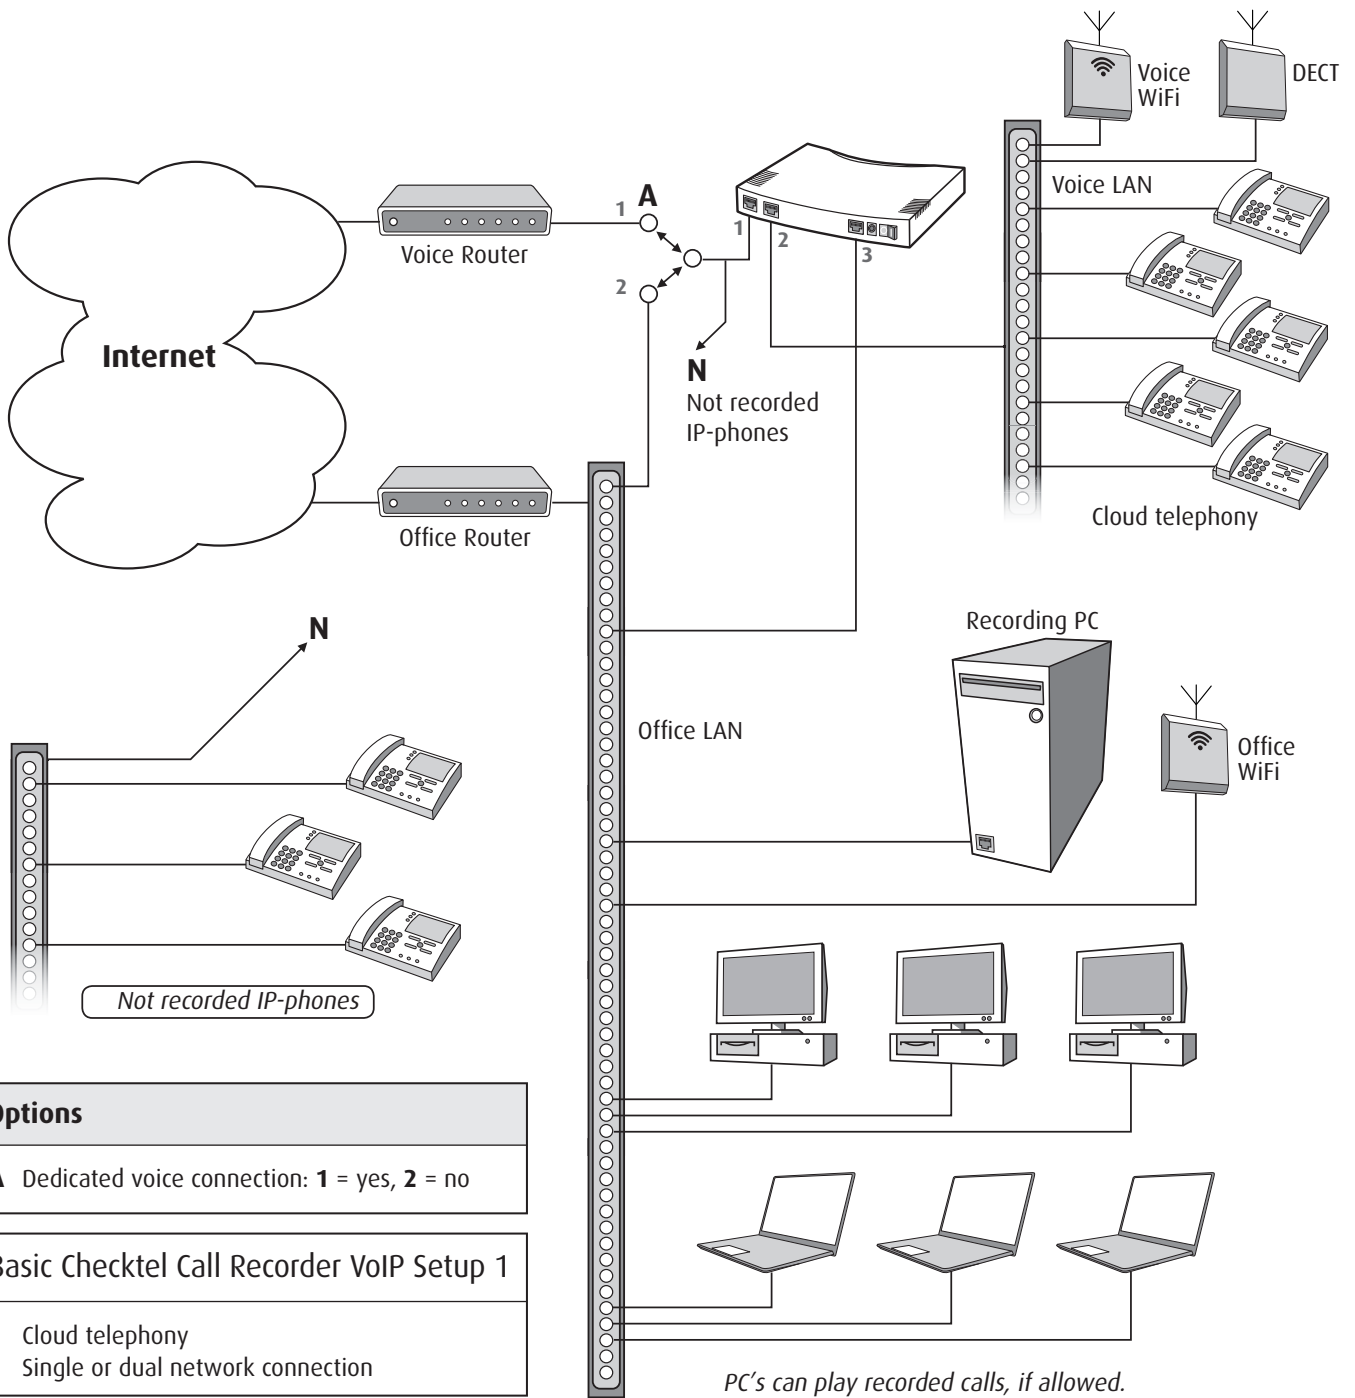 Voice
WiFi
DECT
Voice LAN
1
A
2
1
2
3
Voice Router
Internet
N
Not recorded
IP-phones
Office Router
Cloud telephony
Recording PC
N
Office LAN
Office
WiFi
Not recorded IP-phones
Options
A Dedicated voice connection: 1 = yes, 2 = no
Basic Checktel Call Recorder VoIP Setup 1
Cloud telephony
Single or dual network connection
PC's can play recorded calls, if allowed.